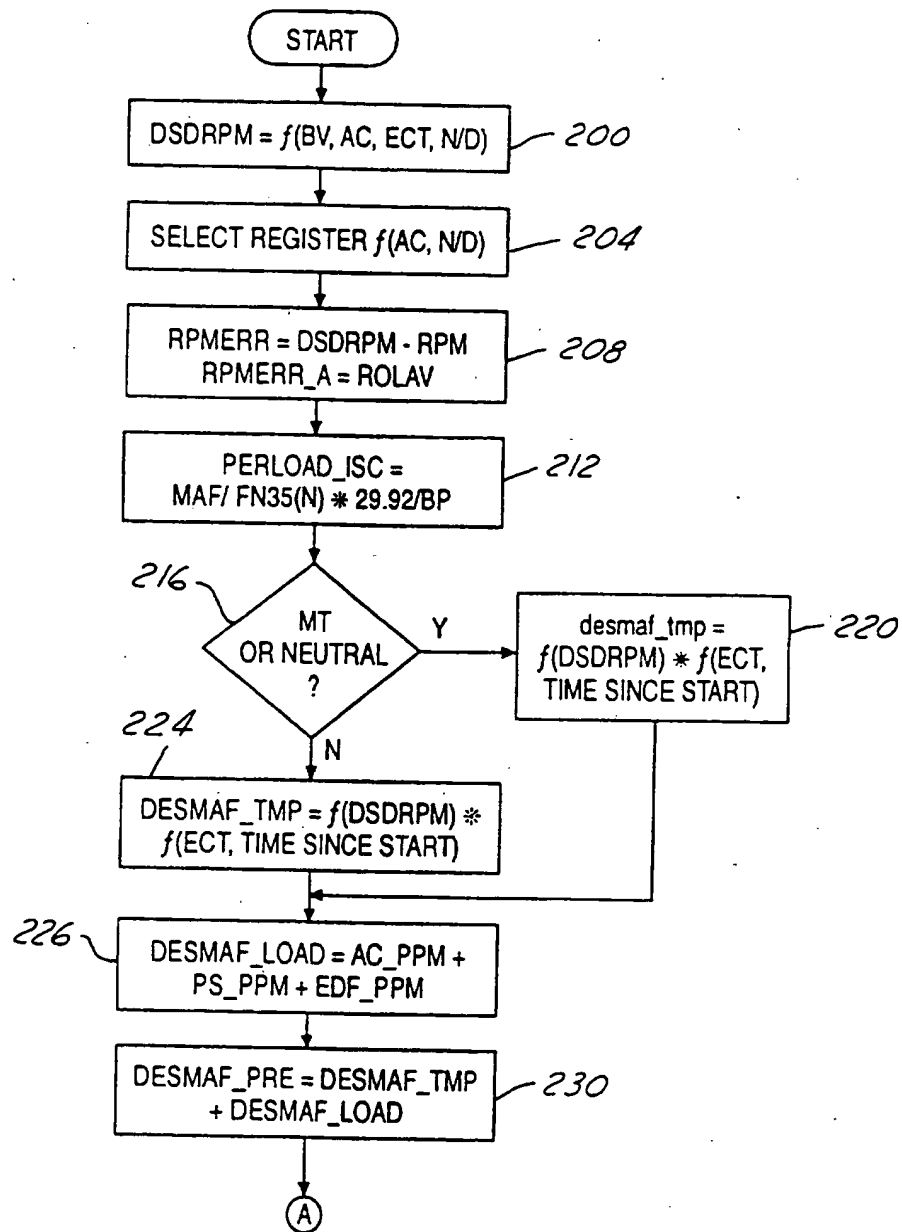 START
DSDRPM = f(BV, AC, ECT, N/D)
200
SELECT REGISTER f(AC, N/D)
204
RPMERR = DSDRPM - RPM
RPMERR_A = ROLAV
208
PERLOAD_ISC =
MAF/ FN35(N) * 29.92/BP
212
216
MT
OR NEUTRAL
?
Y
desmaf_tmp =
f(DSDRPM) * f(ECT,
TIME SINCE START)
220
N
224
DESMAF_TMP = f(DSDRPM) *
f(ECT, TIME SINCE START)
226
DESMAF_LOAD = AC_PPM +
PS_PPM + EDF_PPM
DESMAF_PRE = DESMAF_TMP
+ DESMAF_LOAD
230
A